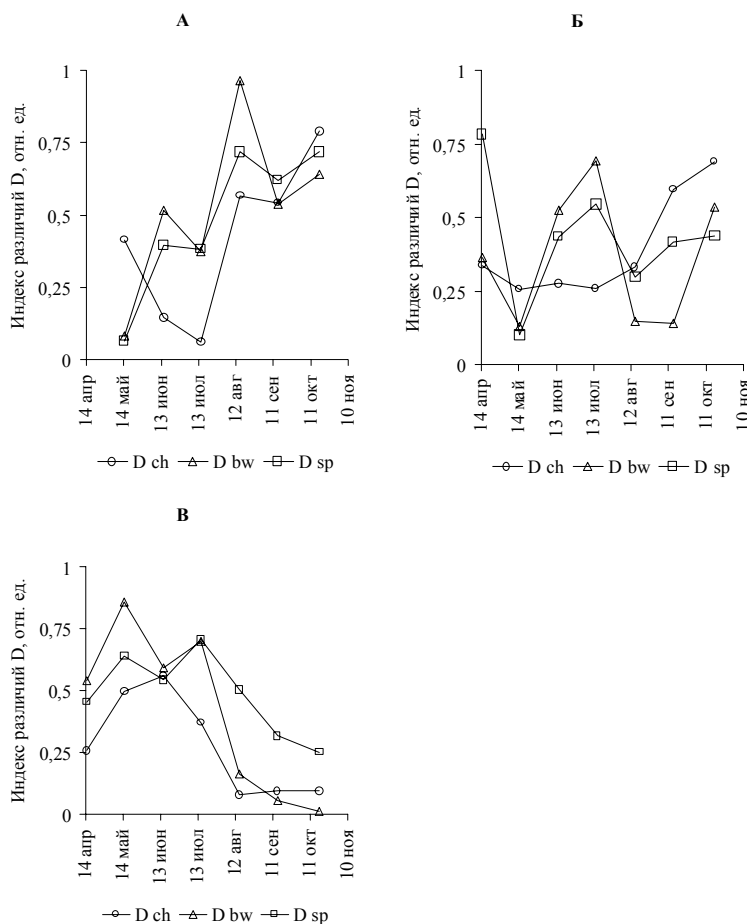 А
Индекс различий D, отн. ед.
1
0,75
0,5
0,25
0
14 апр
14 май
13 июн
13 июл
12 авг
11 сен
11 окт
10 ноя
D ch
D bw
D sp
Б
Индекс различий D, отн. ед.
1
0,75
0,5
0,25
0
14 апр
14 май
13 июн
13 июл
12 авг
11 сен
11 окт
10 ноя
D ch
D bw
D sp
В
Индекс различий D, отн. ед.
1
0,75
0,5
0,25
0
14 апр
14 май
13 июн
13 июл
12 авг
11 сен
11 окт
10 ноя
D ch
D bw
D sp